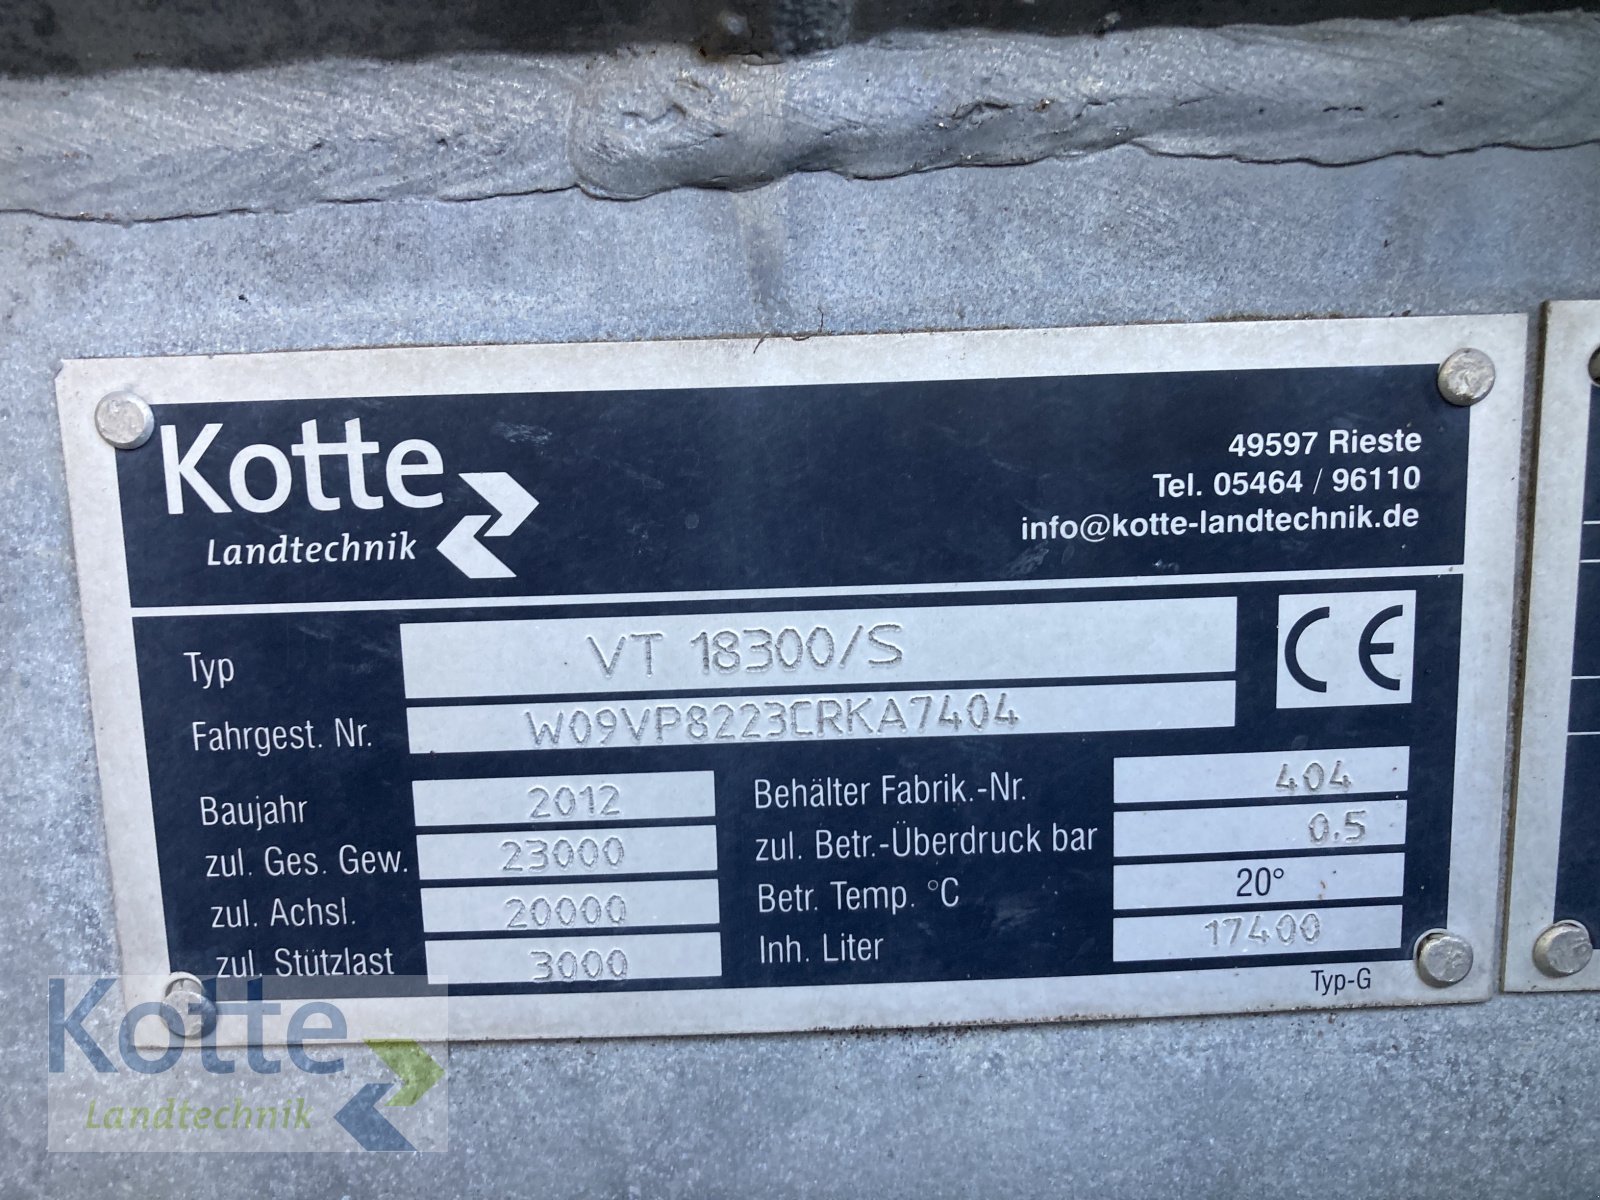 Kotte
Landtechnik
49597 Rieste
Tel. 05464 / 96110
info@kotte-landtechnik.de
Typ VT 18300/S
CE
Fahrgest. Nr. W09VP8223CRKA7404
Baujahr 2012
zul. Ges. Gew. 23000
zul. Achsl. 20000
zul. Stützlast 3000
Behälter Fabrik.-Nr. 404
zul. Betr.-Überdruck bar 0.5
Betr. Temp. °C 20°
Inh. Liter 17400
Typ-G
Kotte
Landtechnik